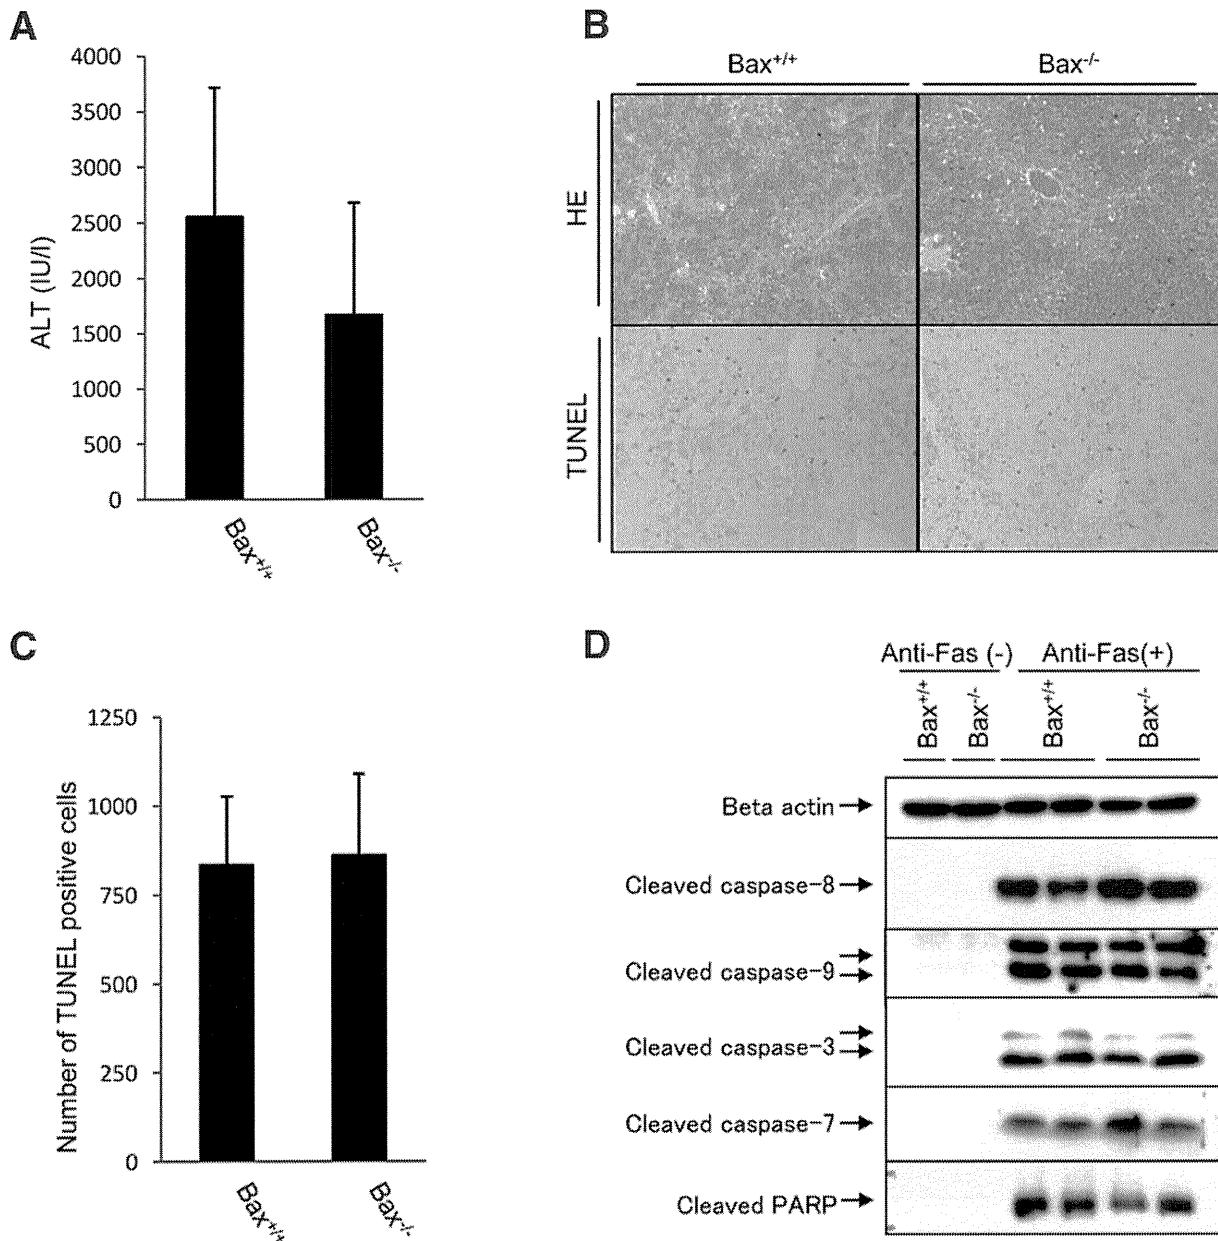 A
4000
3500
3000
2500
2000
1500
1000
500
0
ALT (IU/l)
Bax+/+
Bax-/-
B
Bax+/+
Bax-/-
HE
TUNEL
C
1250
1000
750
500
250
0
Number of TUNEL positive cells
Bax+/+
Bax-/-
D
Anti-Fas (-)
Anti-Fas(+)
Bax+/+
Bax-/-
Bax+/+
Bax-/-
Beta actin
Cleaved caspase-8
Cleaved caspase-9
Cleaved caspase-3
Cleaved caspase-7
Cleaved PARP